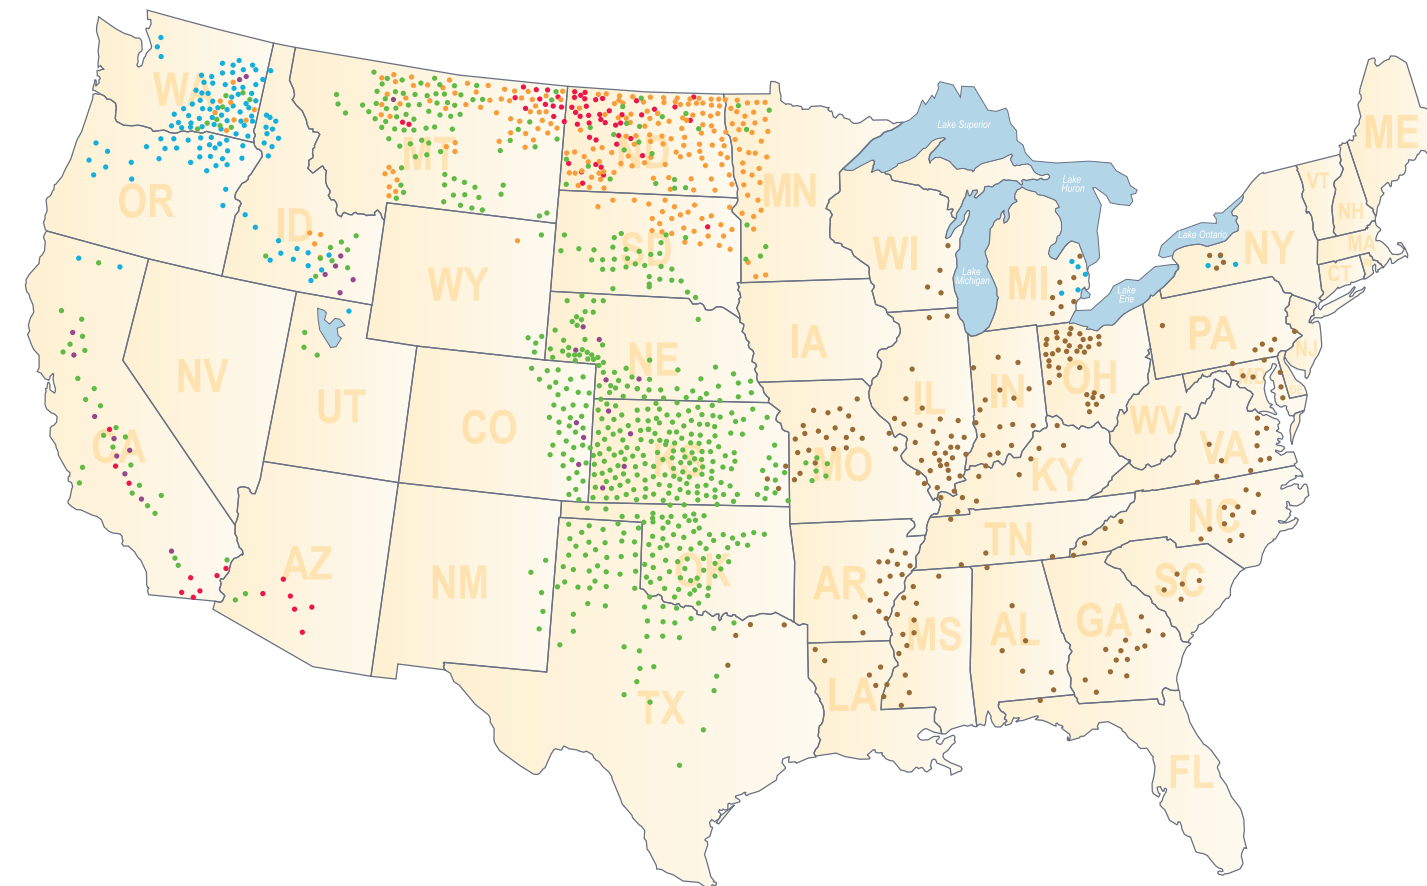 WA
OR
CA
ID
NV
MT
WY
UT
AZ
CO
NM
ND
SD
NE
KS
OK
TX
MN
IA
MO
AR
LA
WI
IL
IN
MI
OH
KY
TN
MS
AL
GA
FL
SC
NC
VA
WV
PA
MD
DE
NJ
NY
CT
MA
VT
NH
ME
Lake Superior
Lake
Michigan
Lake
Huron
Lake
Erie
Lake Ontario